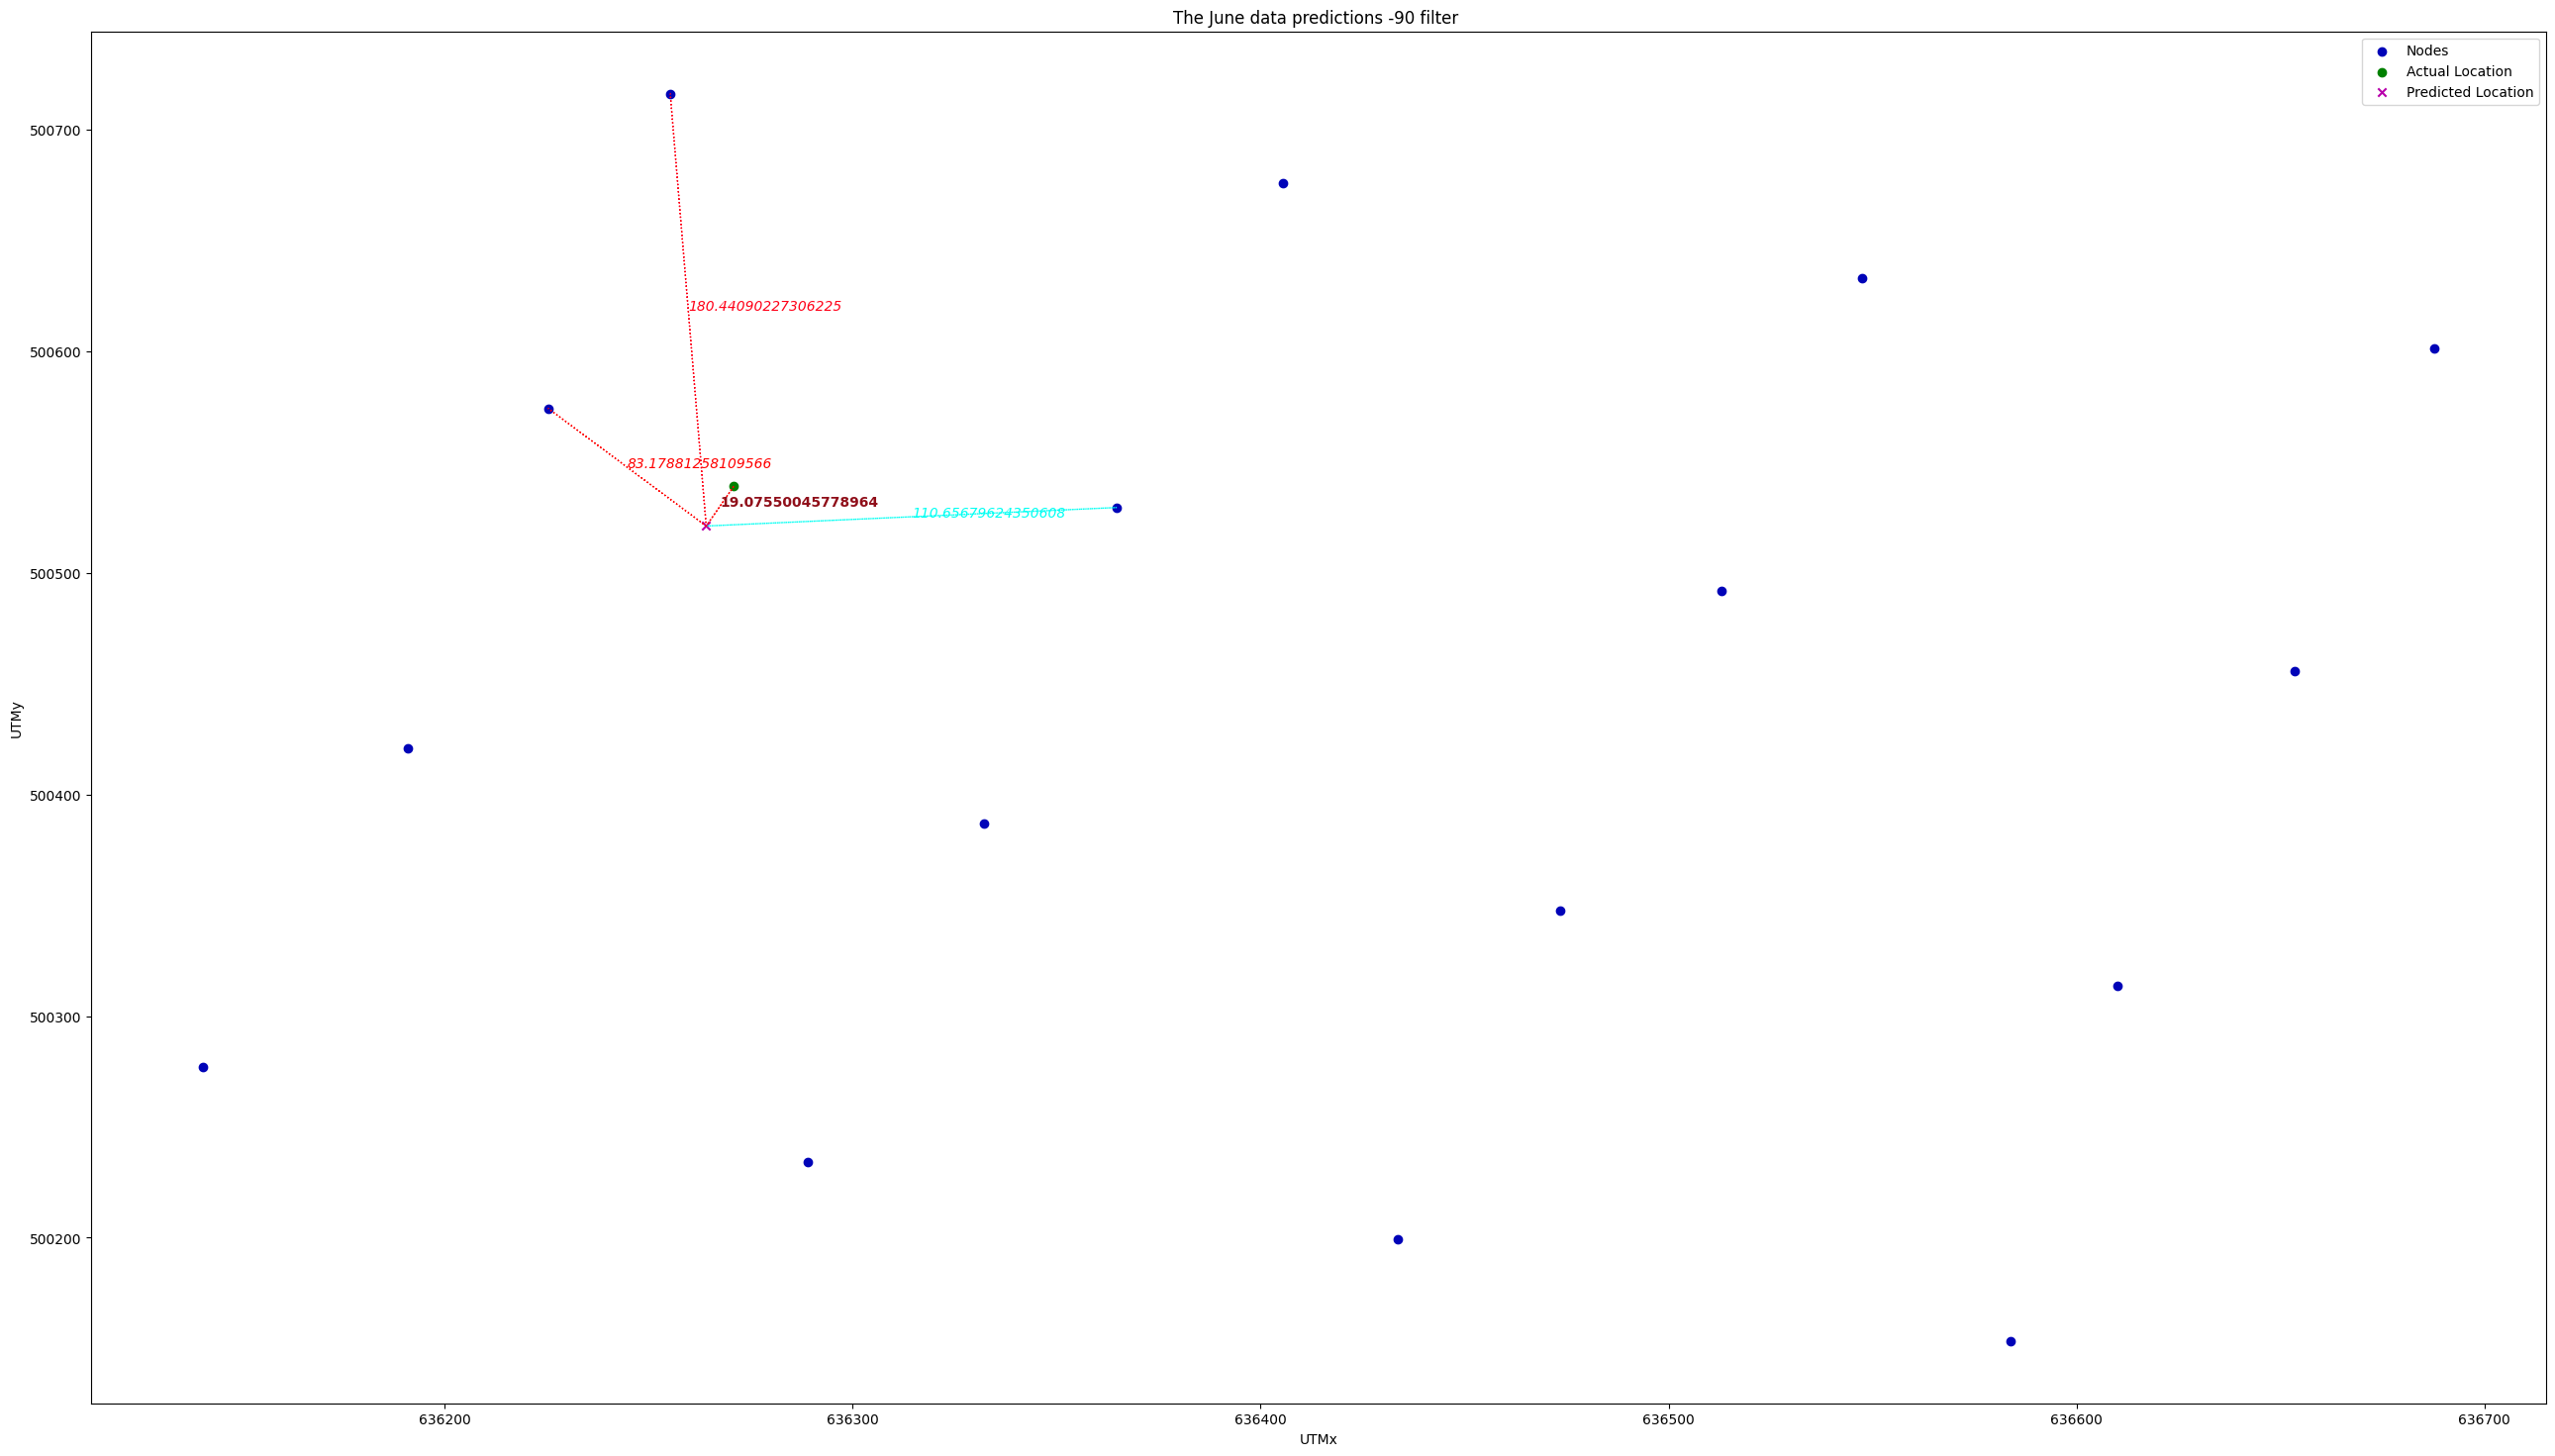 The June data predictions -90 filter
Nodes
Actual Location
Predicted Location
500700
500600
500500
500400
500300
500200
UTMy
180.44090227306225
83.17881258109566
19.07550045778964
110.65679624350608
636200
636300
636400
636500
636600
636700
UTMx